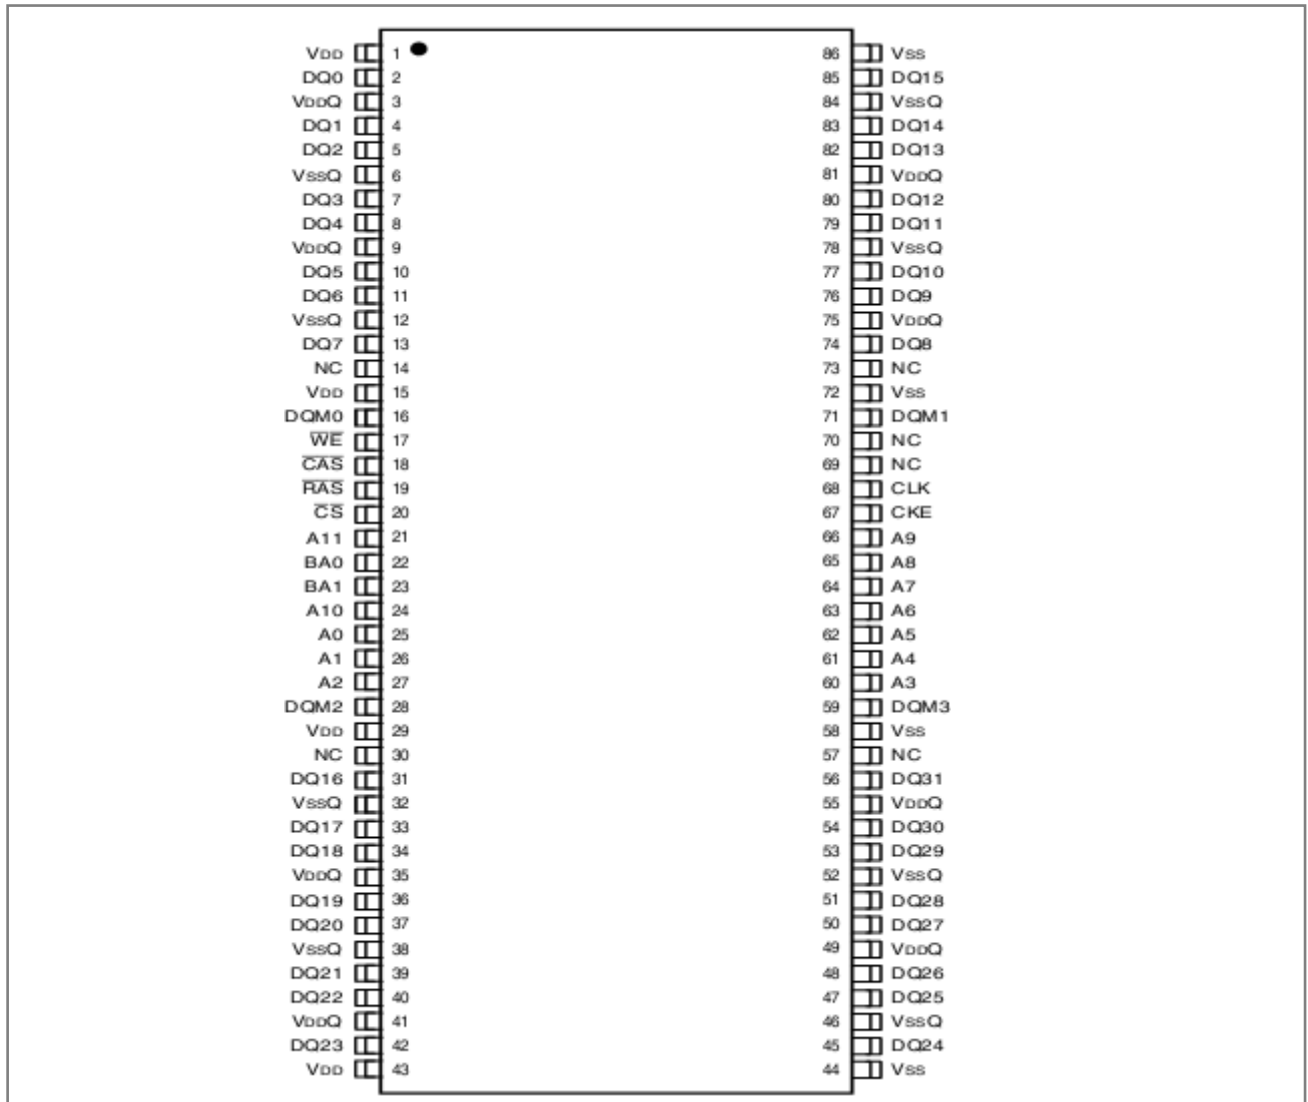 VDD 1 86 VSS
DQ0 2 85 DQ15
VDDQ 3 84 VSSQ
DQ1 4 83 DQ14
DQ2 5 82 DQ13
VSSQ 6 81 VDDQ
DQ3 7 80 DQ12
DQ4 8 79 DQ11
VDDQ 9 78 VSSQ
DQ5 10 77 DQ10
DQ6 11 76 DQ9
VSSQ 12 75 VDDQ
DQ7 13 74 DQ8
NC 14 73 NC
VDD 15 72 VSS
DQM0 16 71 DQM1
W̅E̅ 17 70 NC
C̅A̅S̅ 18 69 NC
R̅A̅S̅ 19 68 CLK
C̅S̅ 20 67 CKE
A11 21 66 A9
BA0 22 65 A8
BA1 23 64 A7
A10 24 63 A6
A0 25 62 A5
A1 26 61 A4
A2 27 60 A3
DQM2 28 59 DQM3
VDD 29 58 VSS
NC 30 57 NC
DQ16 31 56 DQ31
VSSQ 32 55 VDDQ
DQ17 33 54 DQ30
DQ18 34 53 DQ29
VDDQ 35 52 VSSQ
DQ19 36 51 DQ28
DQ20 37 50 DQ27
VSSQ 38 49 VDDQ
DQ21 39 48 DQ26
DQ22 40 47 DQ25
VDDQ 41 46 VSSQ
DQ23 42 45 DQ24
VDD 43 44 VSS